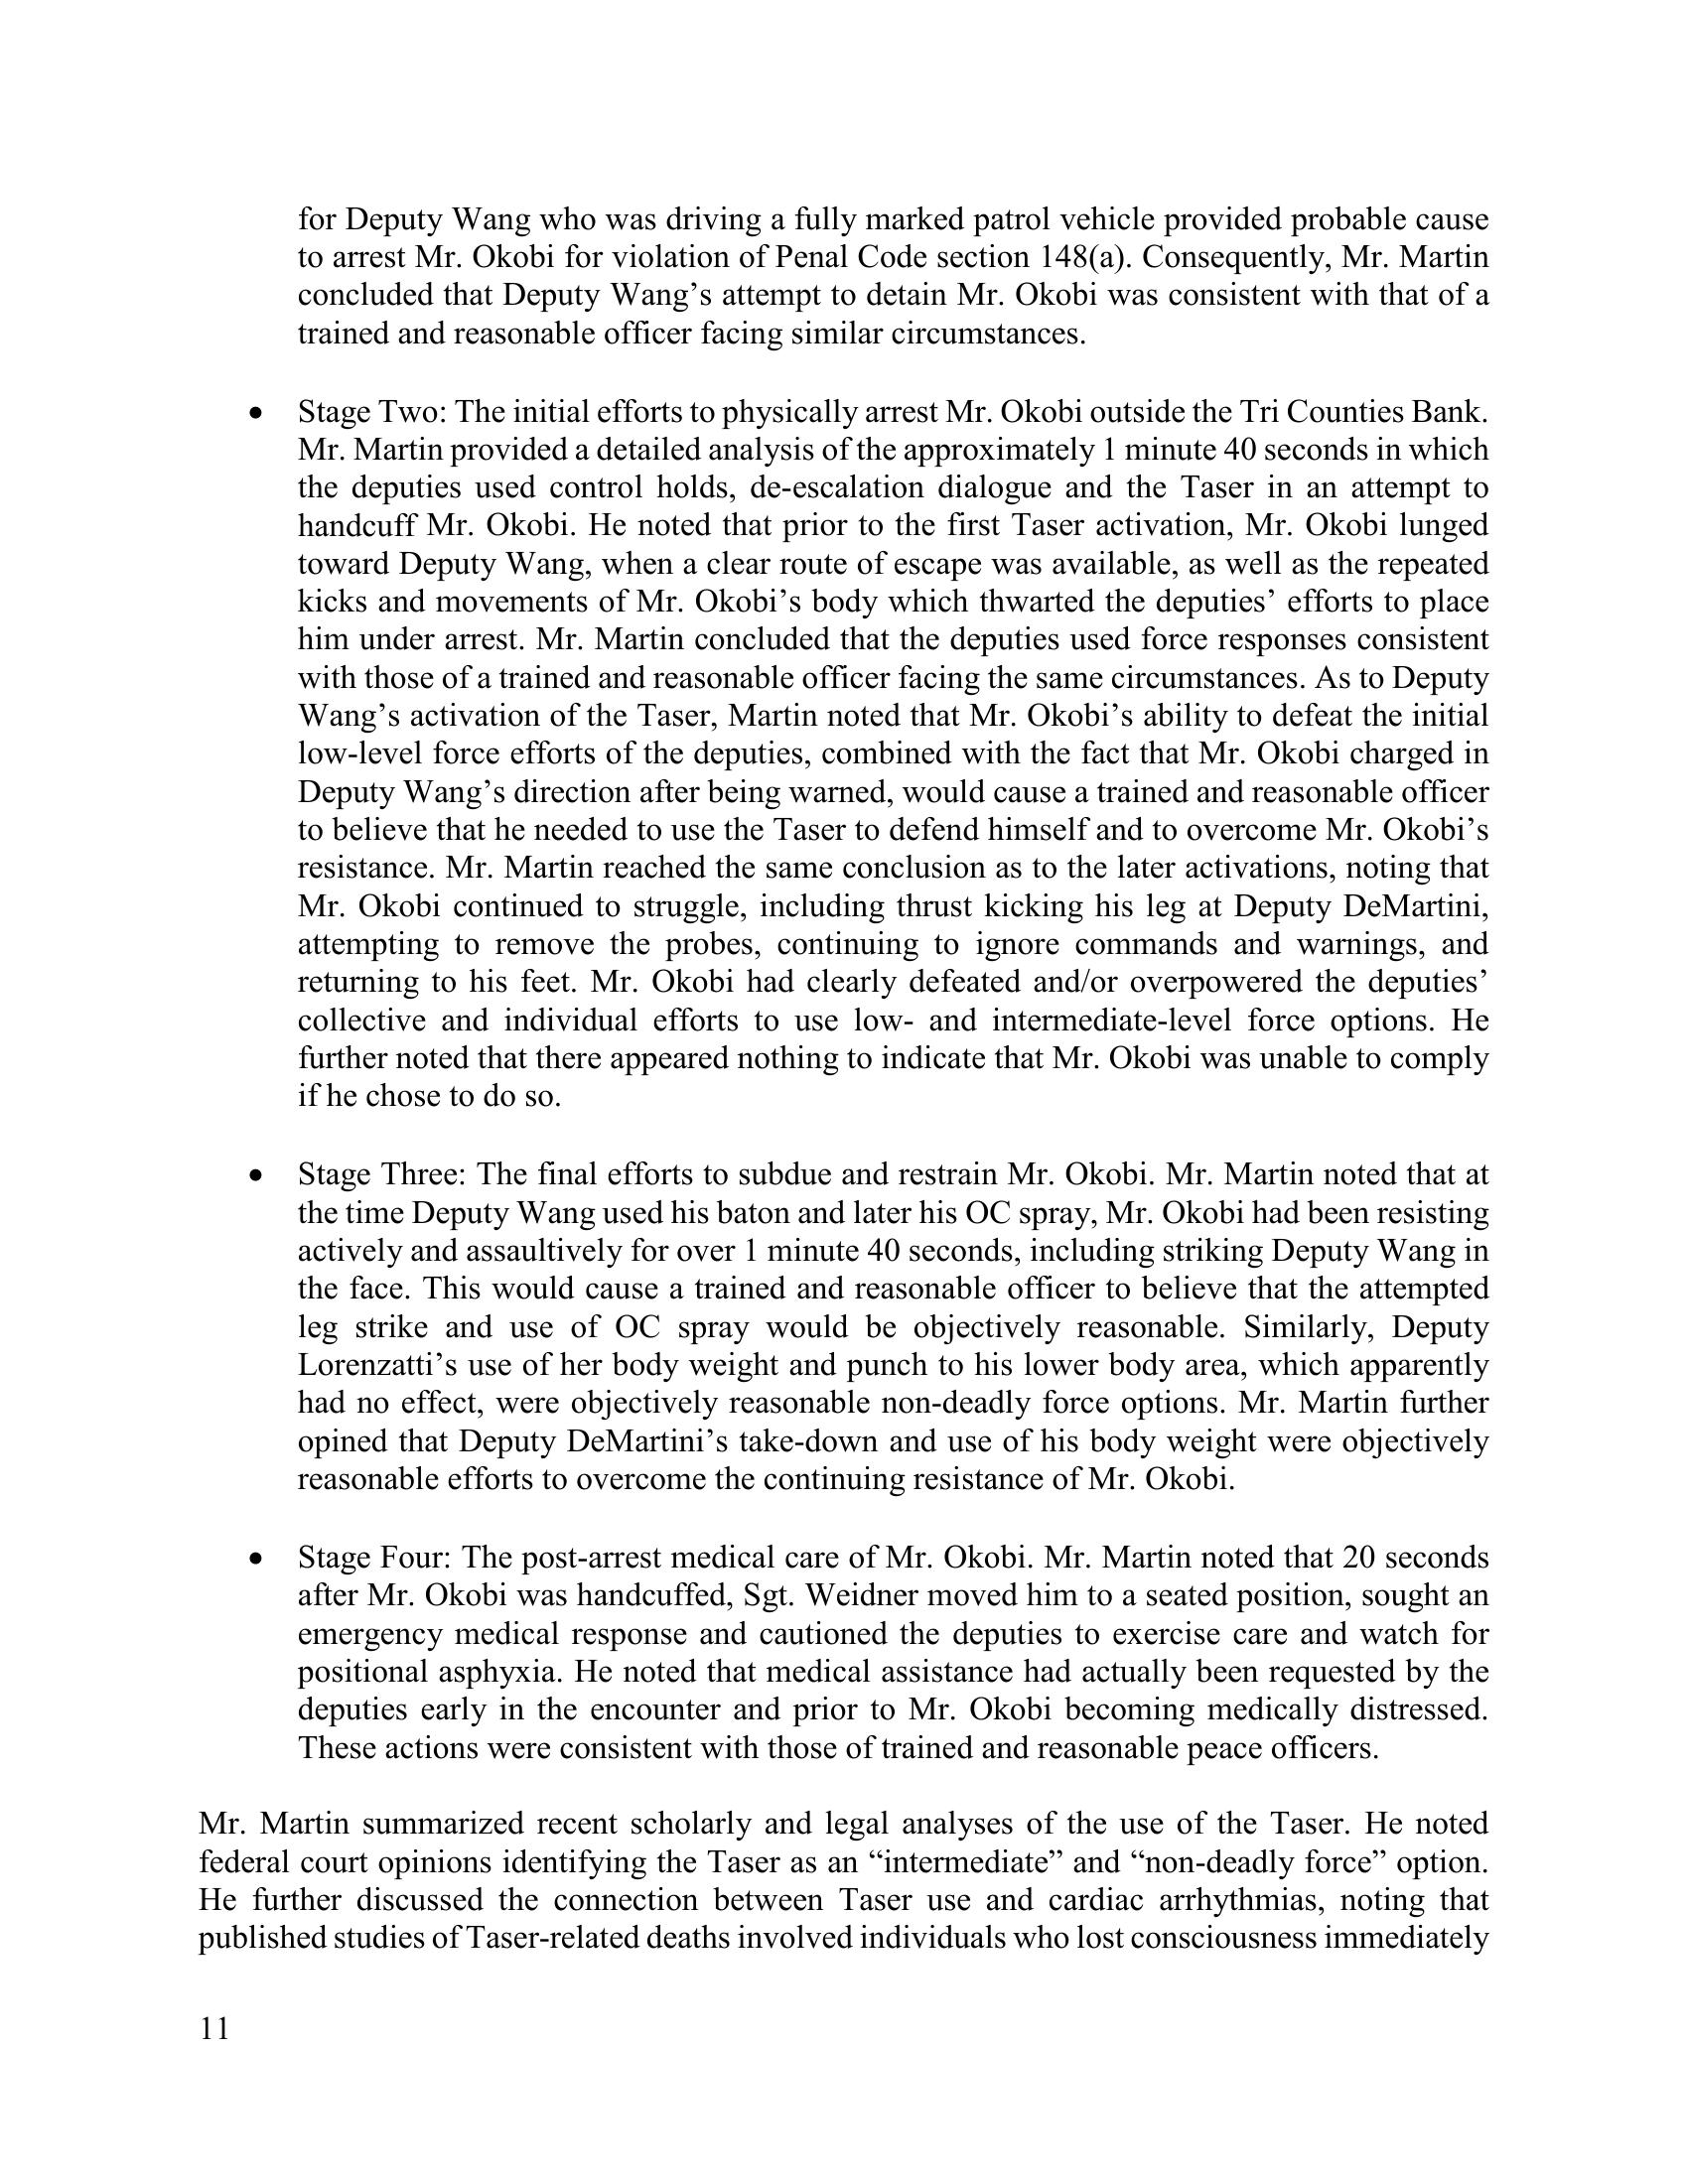 for Deputy Wang who was driving a fully marked patrol vehicle provided probable cause
to arrest Mr. Okobi for violation of Penal Code section 148(a). Consequently, Mr. Martin
concluded that Deputy Wang’s attempt to detain Mr. Okobi was consistent with that of a
trained and reasonable officer facing similar circumstances.
• Stage Two: The initial efforts to physically arrest Mr. Okobi outside the Tri Counties Bank.
Mr. Martin provided a detailed analysis of the approximately 1 minute 40 seconds in which
the deputies used control holds, de-escalation dialogue and the Taser in an attempt to
handcuff Mr. Okobi. He noted that prior to the first Taser activation, Mr. Okobi lunged
toward Deputy Wang, when a clear route of escape was available, as well as the repeated
kicks and movements of Mr. Okobi’s body which thwarted the deputies’ efforts to place
him under arrest. Mr. Martin concluded that the deputies used force responses consistent
with those of a trained and reasonable officer facing the same circumstances. As to Deputy
Wang’s activation of the Taser, Martin noted that Mr. Okobi’s ability to defeat the initial
low-level force efforts of the deputies, combined with the fact that Mr. Okobi charged in
Deputy Wang’s direction after being warned, would cause a trained and reasonable officer
to believe that he needed to use the Taser to defend himself and to overcome Mr. Okobi’s
resistance. Mr. Martin reached the same conclusion as to the later activations, noting that
Mr. Okobi continued to struggle, including thrust kicking his leg at Deputy DeMartini,
attempting to remove the probes, continuing to ignore commands and warnings, and
returning to his feet. Mr. Okobi had clearly defeated and/or overpowered the deputies’
collective and individual efforts to use low- and intermediate-level force options. He
further noted that there appeared nothing to indicate that Mr. Okobi was unable to comply
if he chose to do so.
• Stage Three: The final efforts to subdue and restrain Mr. Okobi. Mr. Martin noted that at
the time Deputy Wang used his baton and later his OC spray, Mr. Okobi had been resisting
actively and assaultively for over 1 minute 40 seconds, including striking Deputy Wang in
the face. This would cause a trained and reasonable officer to believe that the attempted
leg strike and use of OC spray would be objectively reasonable. Similarly, Deputy
Lorenzatti’s use of her body weight and punch to his lower body area, which apparently
had no effect, were objectively reasonable non-deadly force options. Mr. Martin further
opined that Deputy DeMartini’s take-down and use of his body weight were objectively
reasonable efforts to overcome the continuing resistance of Mr. Okobi.
• Stage Four: The post-arrest medical care of Mr. Okobi. Mr. Martin noted that 20 seconds
after Mr. Okobi was handcuffed, Sgt. Weidner moved him to a seated position, sought an
emergency medical response and cautioned the deputies to exercise care and watch for
positional asphyxia. He noted that medical assistance had actually been requested by the
deputies early in the encounter and prior to Mr. Okobi becoming medically distressed.
These actions were consistent with those of trained and reasonable peace officers.
Mr. Martin summarized recent scholarly and legal analyses of the use of the Taser. He noted
federal court opinions identifying the Taser as an “intermediate” and “non-deadly force” option.
He further discussed the connection between Taser use and cardiac arrhythmias, noting that
published studies of Taser-related deaths involved individuals who lost consciousness immediately
11